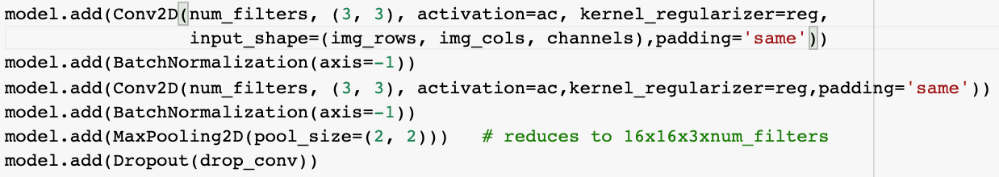 model.add(Conv2D(num_filters, (3, 3), activation=ac, kernel_regularizer=reg,
                 input_shape=(img_rows, img_cols, channels),padding='same'))
model.add(BatchNormalization(axis=-1))
model.add(Conv2D(num_filters, (3, 3), activation=ac,kernel_regularizer=reg,padding='same'))
model.add(BatchNormalization(axis=-1))
model.add(MaxPooling2D(pool_size=(2, 2)))   # reduces to 16x16x3xnum_filters
model.add(Dropout(drop_conv))